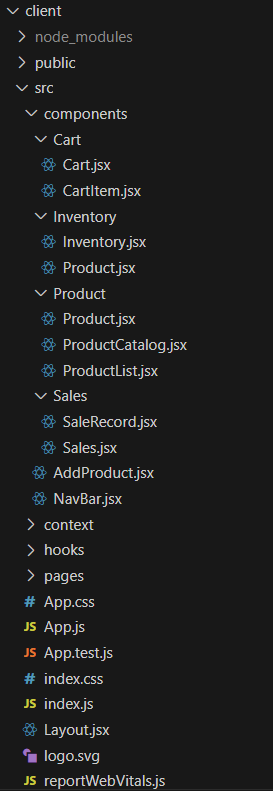 client
node_modules
public
src
components
Cart
Cart.jsx
CartItem.jsx
Inventory
Inventory.jsx
Product.jsx
Product
Product.jsx
ProductCatalog.jsx
ProductList.jsx
Sales
SaleRecord.jsx
Sales.jsx
AddProduct.jsx
NavBar.jsx
context
hooks
pages
# App.css
JS App.js
JS App.test.js
# index.css
JS index.js
Layout.jsx
logo.svg
JS reportWebVitals.js